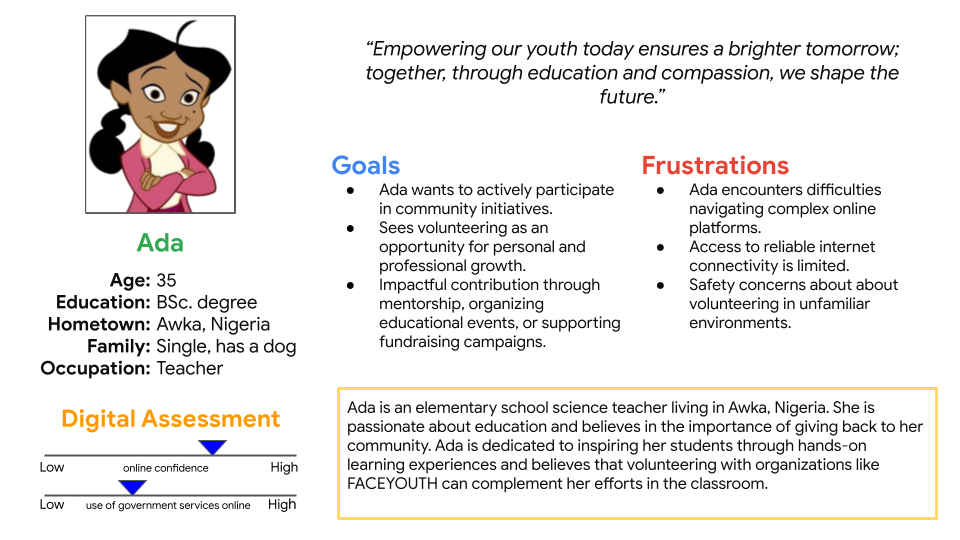 “Empowering our youth today ensures a brighter tomorrow;
together, through education and compassion, we shape the
future.”
Ada
Age: 35
Education: BSc. degree
Hometown: Awka, Nigeria
Family: Single, has a dog
Occupation: Teacher
Digital Assessment
Low online confidence High
Low use of government services online High
Goals
● Ada wants to actively participate
in community initiatives.
● Sees volunteering as an
opportunity for personal and
professional growth.
● Impactful contribution through
mentorship, organizing
educational events, or supporting
fundraising campaigns.
Frustrations
● Ada encounters difficulties
navigating complex online
platforms.
● Access to reliable internet
connectivity is limited.
● Safety concerns about about
volunteering in unfamiliar
environments.
Ada is an elementary school science teacher living in Awka, Nigeria. She is
passionate about education and believes in the importance of giving back to her
community. Ada is dedicated to inspiring her students through hands-on
learning experiences and believes that volunteering with organizations like
FACEYOUTH can complement her efforts in the classroom.